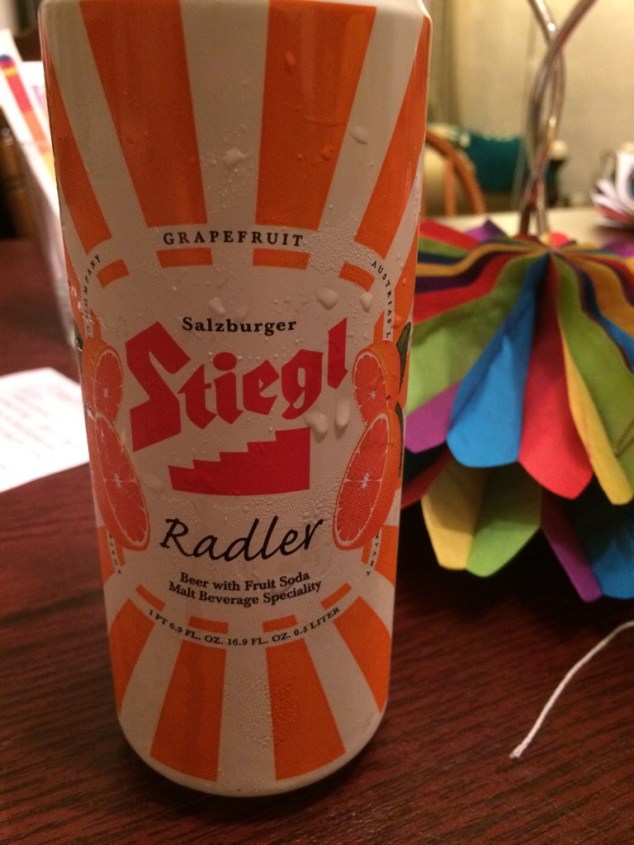 GRAPEFRUIT
COMPANY
Salzburger
Stiegl
Radler
Beer with Fruit Soda
Malt Beverage Speciality
1 PT 0.9 FL. OZ. 16.9 FL. OZ. 0.5 LITER